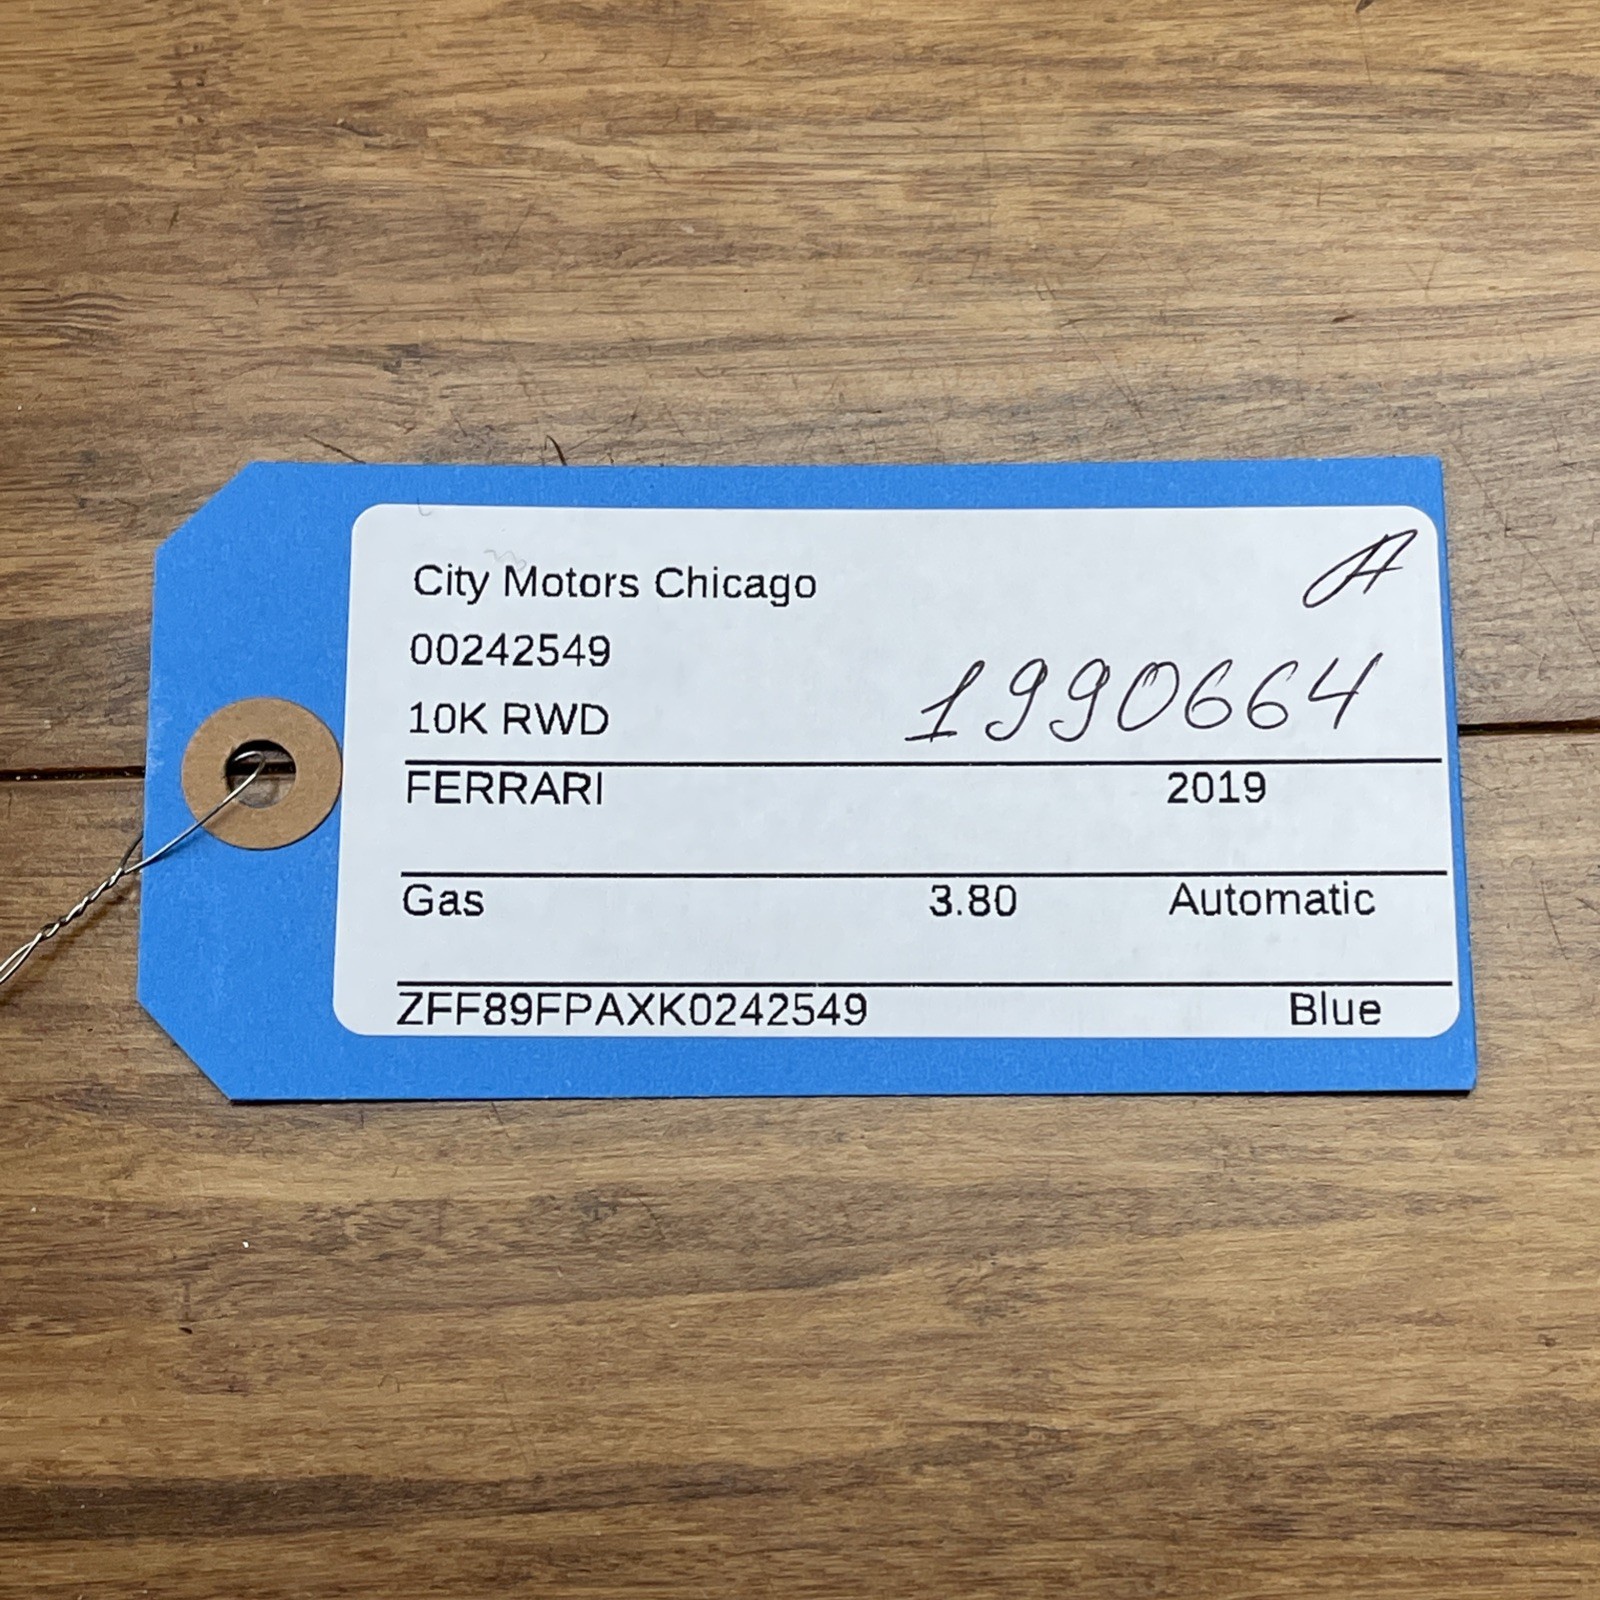 City Motors Chicago
A
00242549
1990664
10K RWD
FERRARI 2019
Gas 3.80 Automatic
ZFF89FPAXK0242549 Blue